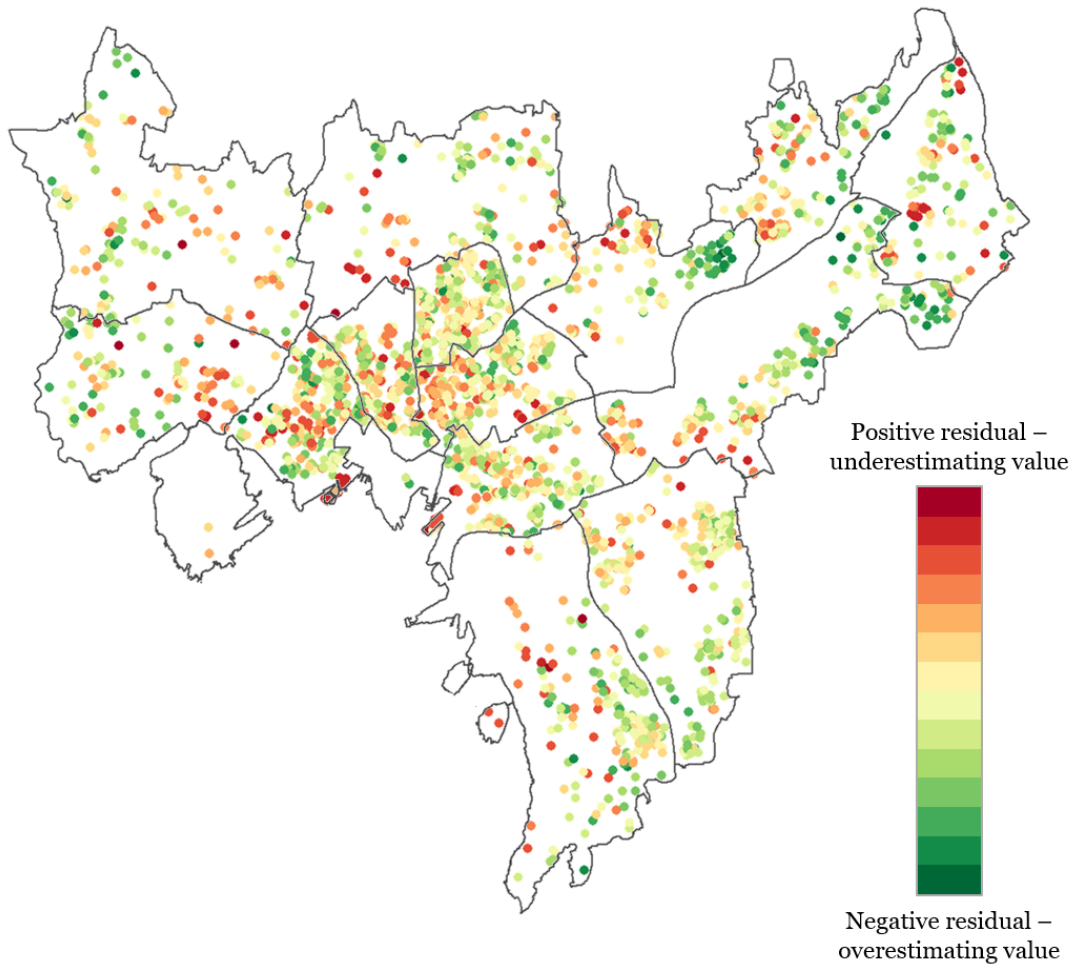 Positive residual –
underestimating value
Negative residual –
overestimating value